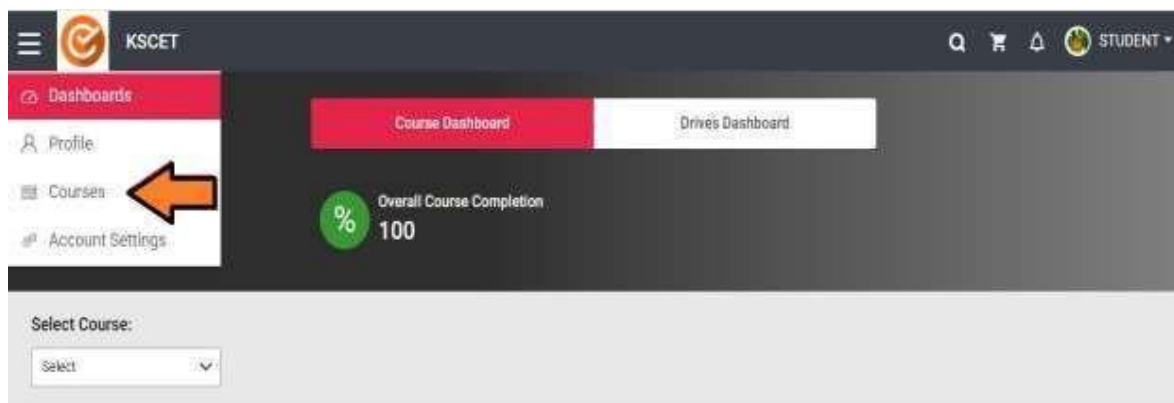 KSCET
STUDENT
Dashboards
Profile
Courses
Account Settings
Course Dashboard
Drives Dashboard
%
Overall Course Completion
100
Select Course:
Select